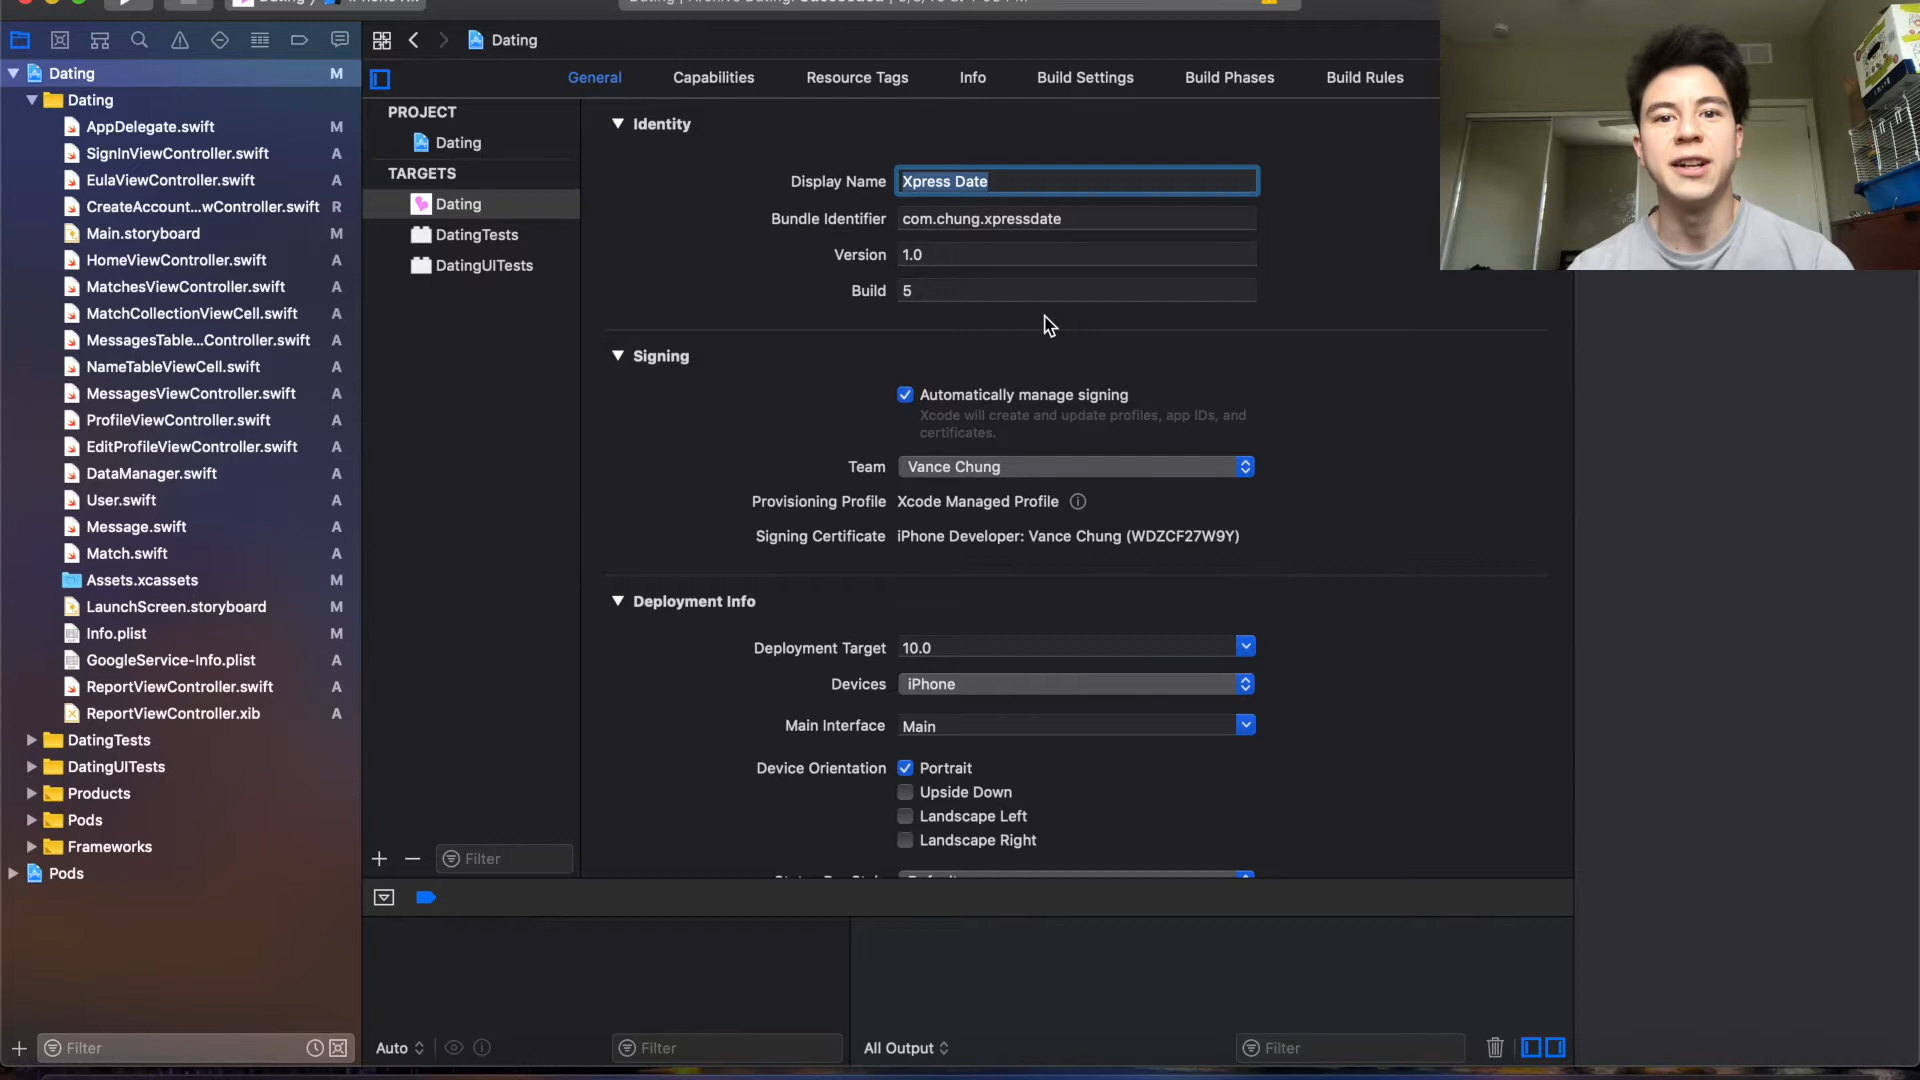 Dating
General
Capabilities
Resource Tags
Info
Build Settings
Build Phases
Build Rules
Dating M
Dating
AppDelegate.swift M
SignInViewController.swift A
EulaViewController.swift A
CreateAccount...wController.swift R
Main.storyboard M
HomeViewController.swift A
MatchesViewController.swift A
MatchCollectionViewCell.swift A
MessagesTable...Controller.swift A
NameTableViewCell.swift A
MessagesViewController.swift A
ProfileViewController.swift A
EditProfileViewController.swift A
DataManager.swift A
User.swift A
Message.swift A
Match.swift A
Assets.xcassets M
LaunchScreen.storyboard M
Info.plist M
GoogleService-Info.plist A
ReportViewController.swift A
ReportViewController.xib A
DatingTests
DatingUITests
Products
Pods
Frameworks
Pods
Filter
PROJECT
Dating
TARGETS
Dating
DatingTests
DatingUITests
Filter
Identity
Display Name Xpress Date
Bundle Identifier com.chung.xpressdate
Version 1.0
Build 5
Signing
Automatically manage signing
Xcode will create and update profiles, app IDs, and
certificates.
Team Vance Chung
Provisioning Profile Xcode Managed Profile
Signing Certificate iPhone Developer: Vance Chung (WDZCF27W9Y)
Deployment Info
Deployment Target 10.0
Devices iPhone
Main Interface Main
Device Orientation Portrait
Upside Down
Landscape Left
Landscape Right
Auto
Filter
All Output
Filter